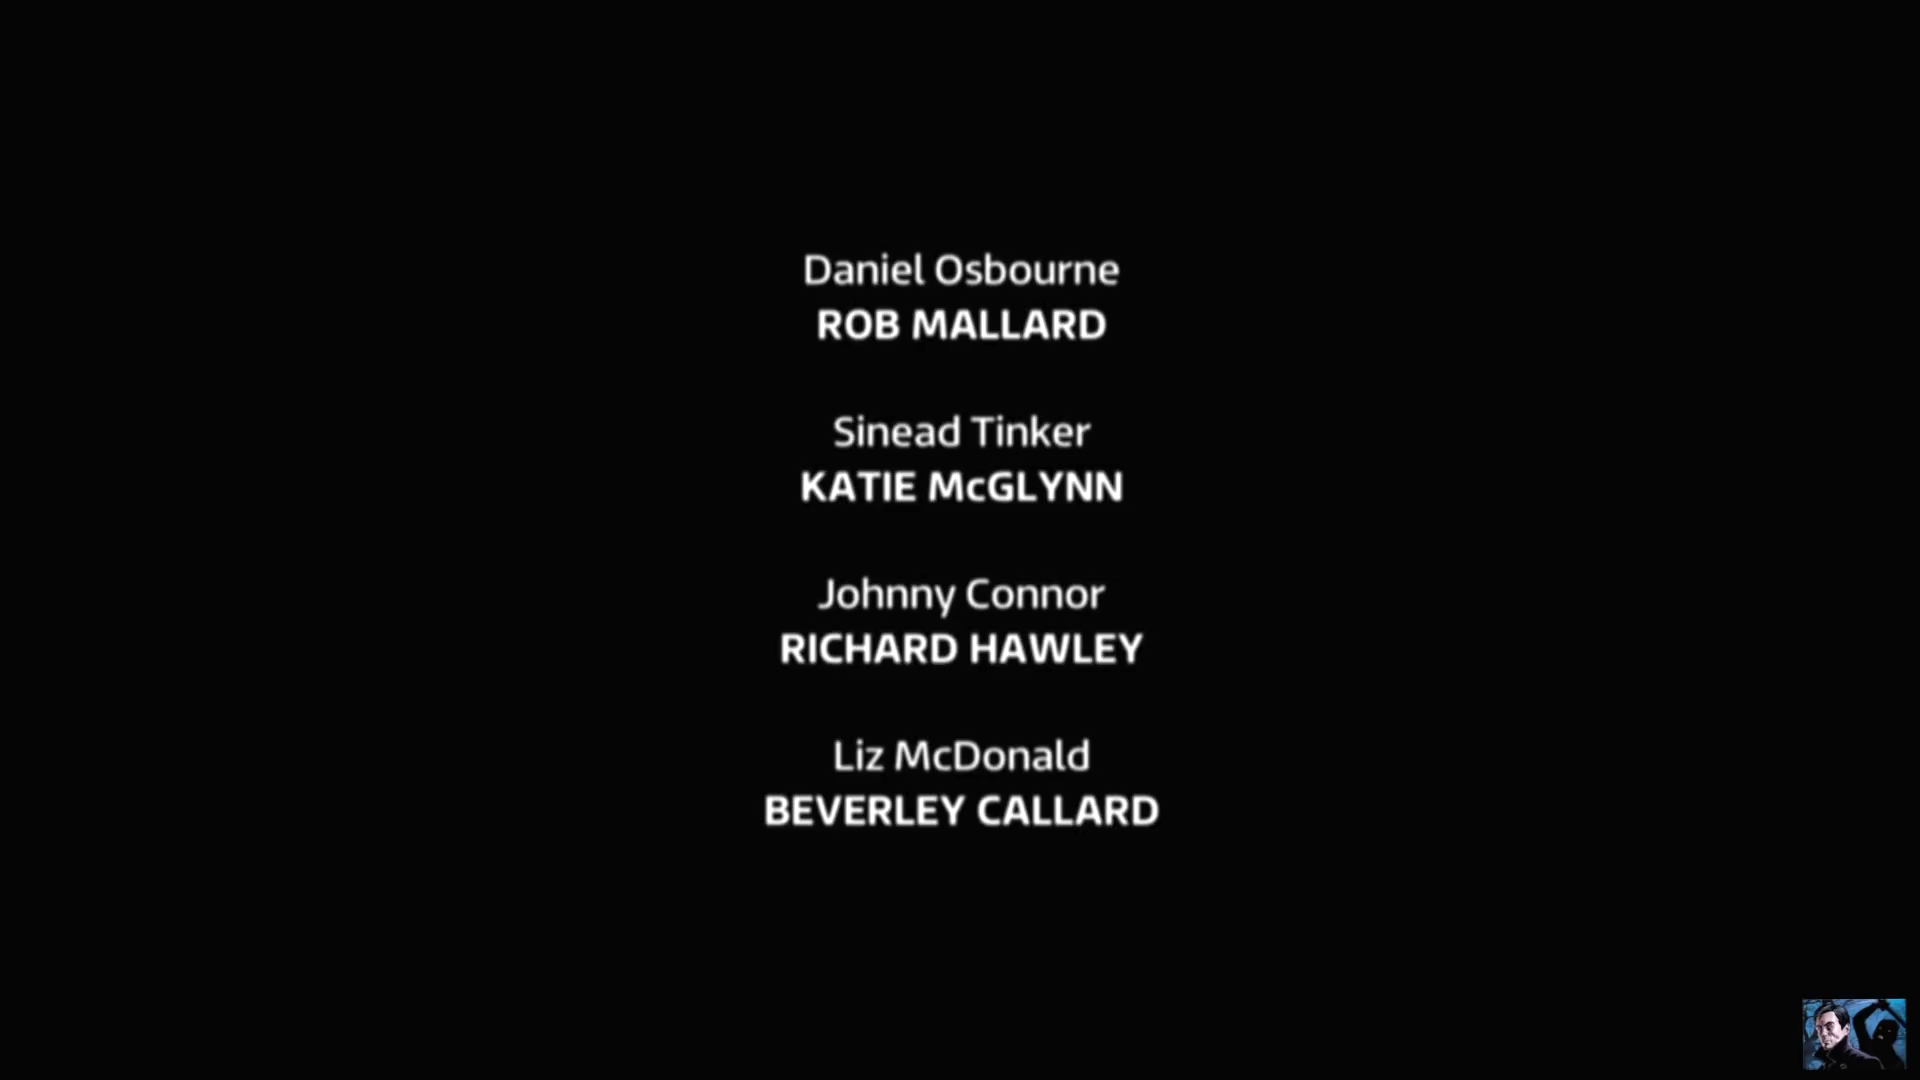 Daniel Osbourne
ROB MALLARD
Sinead Tinker
KATIE McGLYNN
Johnny Connor
RICHARD HAWLEY
Liz McDonald
BEVERLEY CALLARD